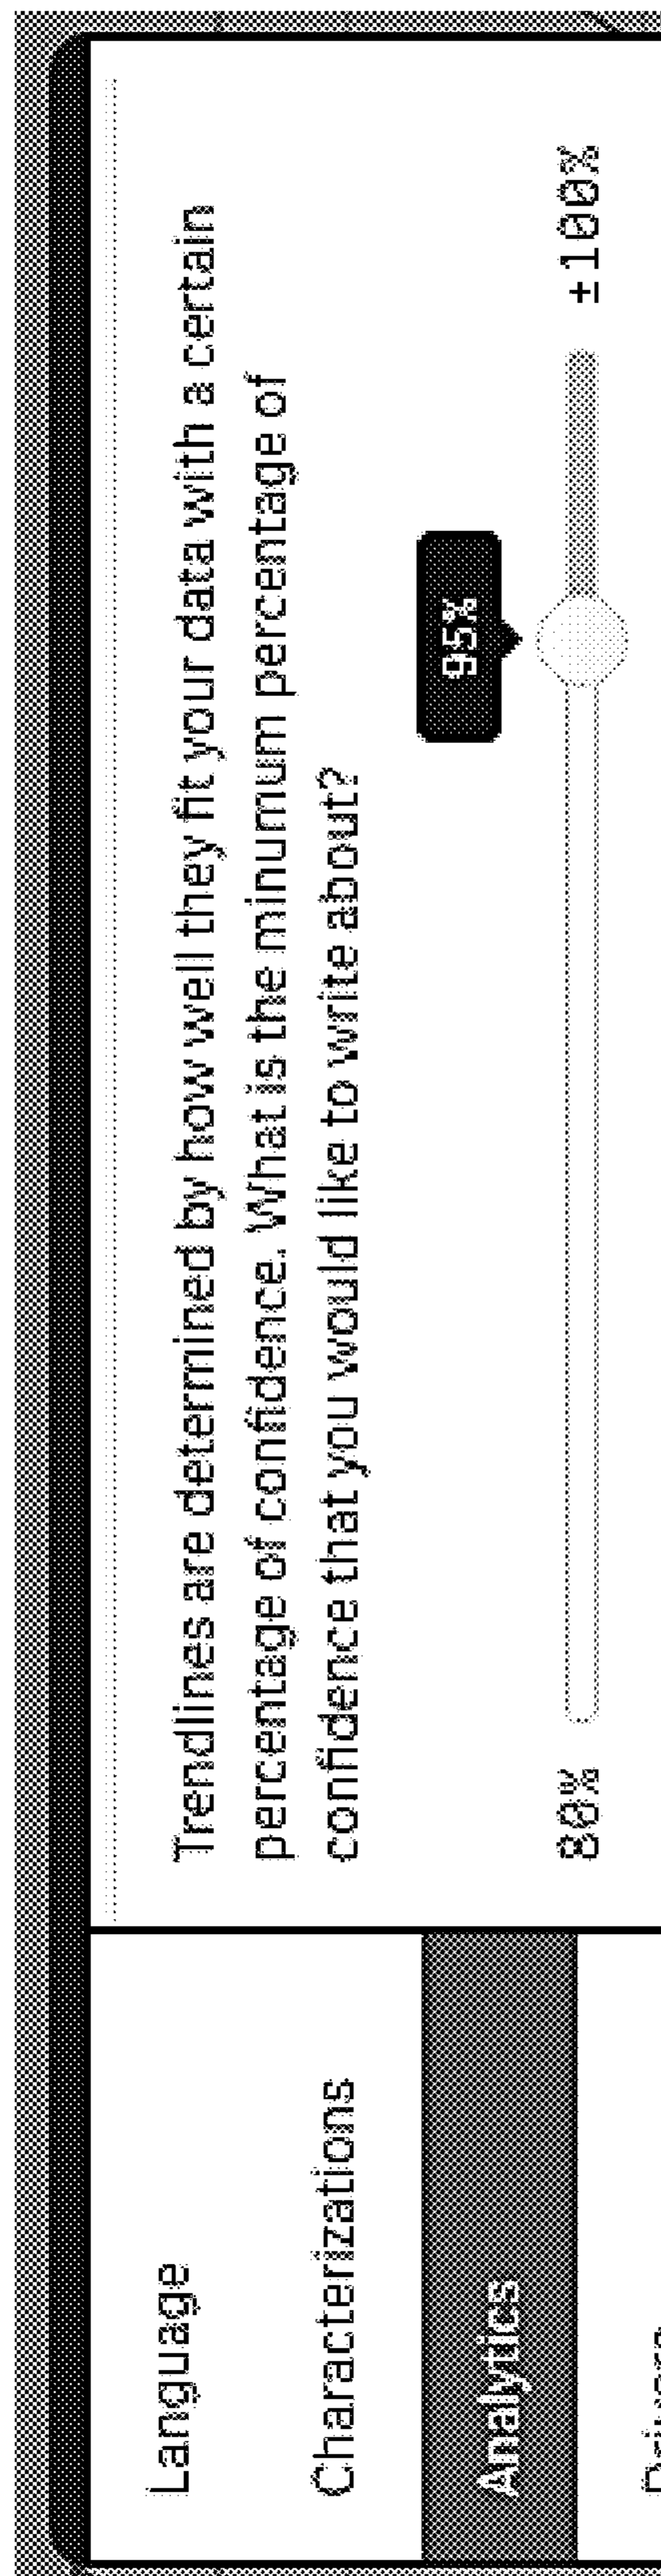 Language
Characterizations
Analytics
Trendlines are determined by how well they fit your data with a certain
percentage of confidence. What is the minumum percentage of
confidence that you would like to write about?
95%
80%
±100%